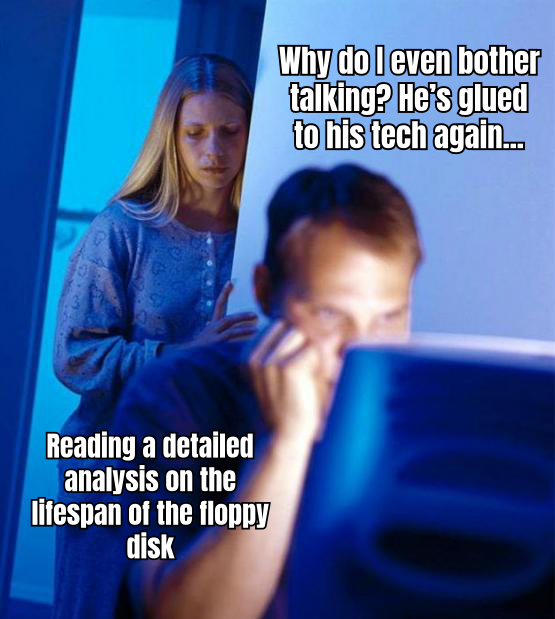 Why do I even bother
talking? He’s glued
to his tech again...
Reading a detailed
analysis on the
lifespan of the floppy
disk